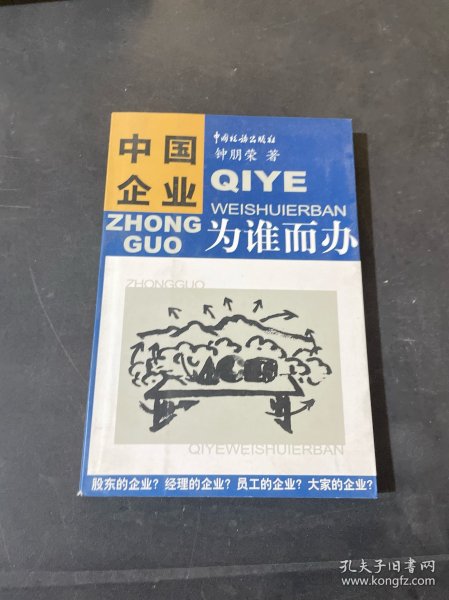 中国
企业
ZHONG
GUO
中国税务出版社
钟朋荣 著
QIYE
WEISHUIERBAN
为谁而办
ZHONGGUO
QIYEWEISHUIERBAN
股东的企业? 经理的企业? 员工的企业? 大家的企业?
孔夫子旧书网
www.kongfz.com